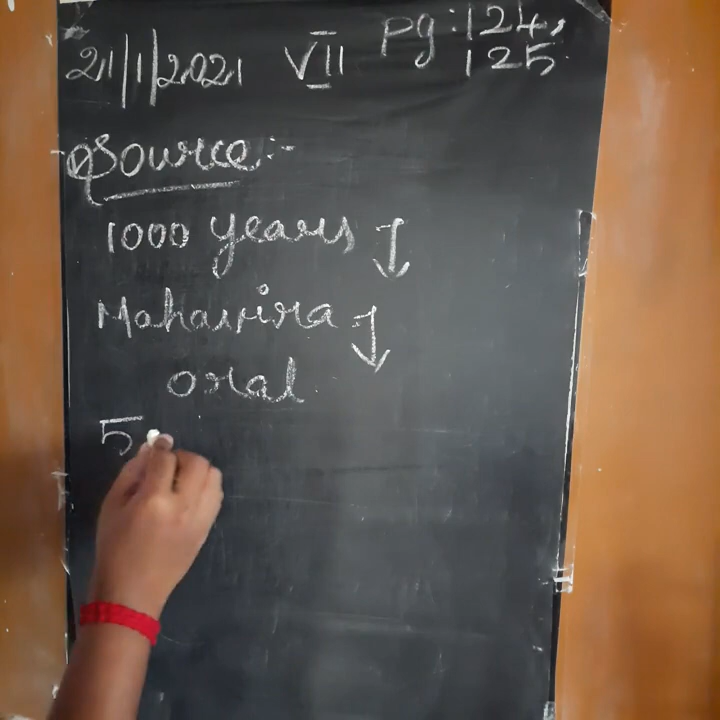 21/1/2021 VII pg:124,
125
Source:-
1000 years ↓
Mahavira ↓
oral
5